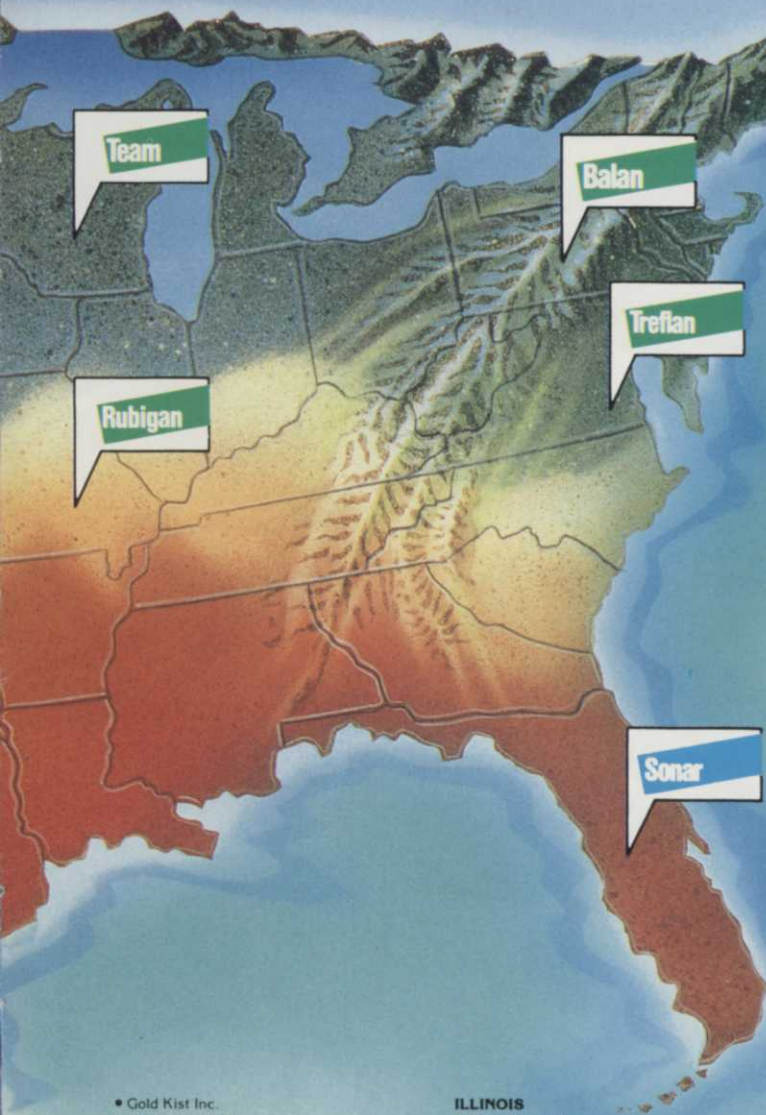 Team
Balan
Treflan
Rubigan
Sonar
• Gold Kist Inc.
ILLINOIS